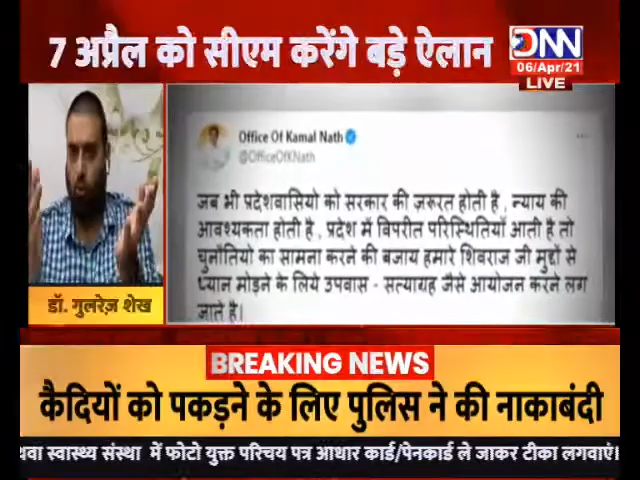 7 अप्रैल को सीएम करेंगे बड़े ऐलान
DNN
06/Apr/21
LIVE
Office Of Kamal Nath
@OfficeOfKNath
जब भी प्रदेशवासियो को सरकार की ज़रूरत होती है , न्याय की
आवश्यकता होती है , प्रदेश में विपरीत परिस्थितियाँ आती है तो
चुनौतियो का सामना करने की बजाय हमारे शिवराज जी मुद्दों से
ध्यान मोड़ने के लिये उपवास - सत्याग्रह जैसे आयोजन करने लग
जाते है।
डॉ. गुलरेज़ शेख
BREAKING NEWS
कैदियों को पकड़ने के लिए पुलिस ने की नाकाबंदी
स्वास्थ्य संस्था में फोटो युक्त परिचय पत्र आधार कार्ड/पेनकार्ड ले जाकर टीका लगवाएं।